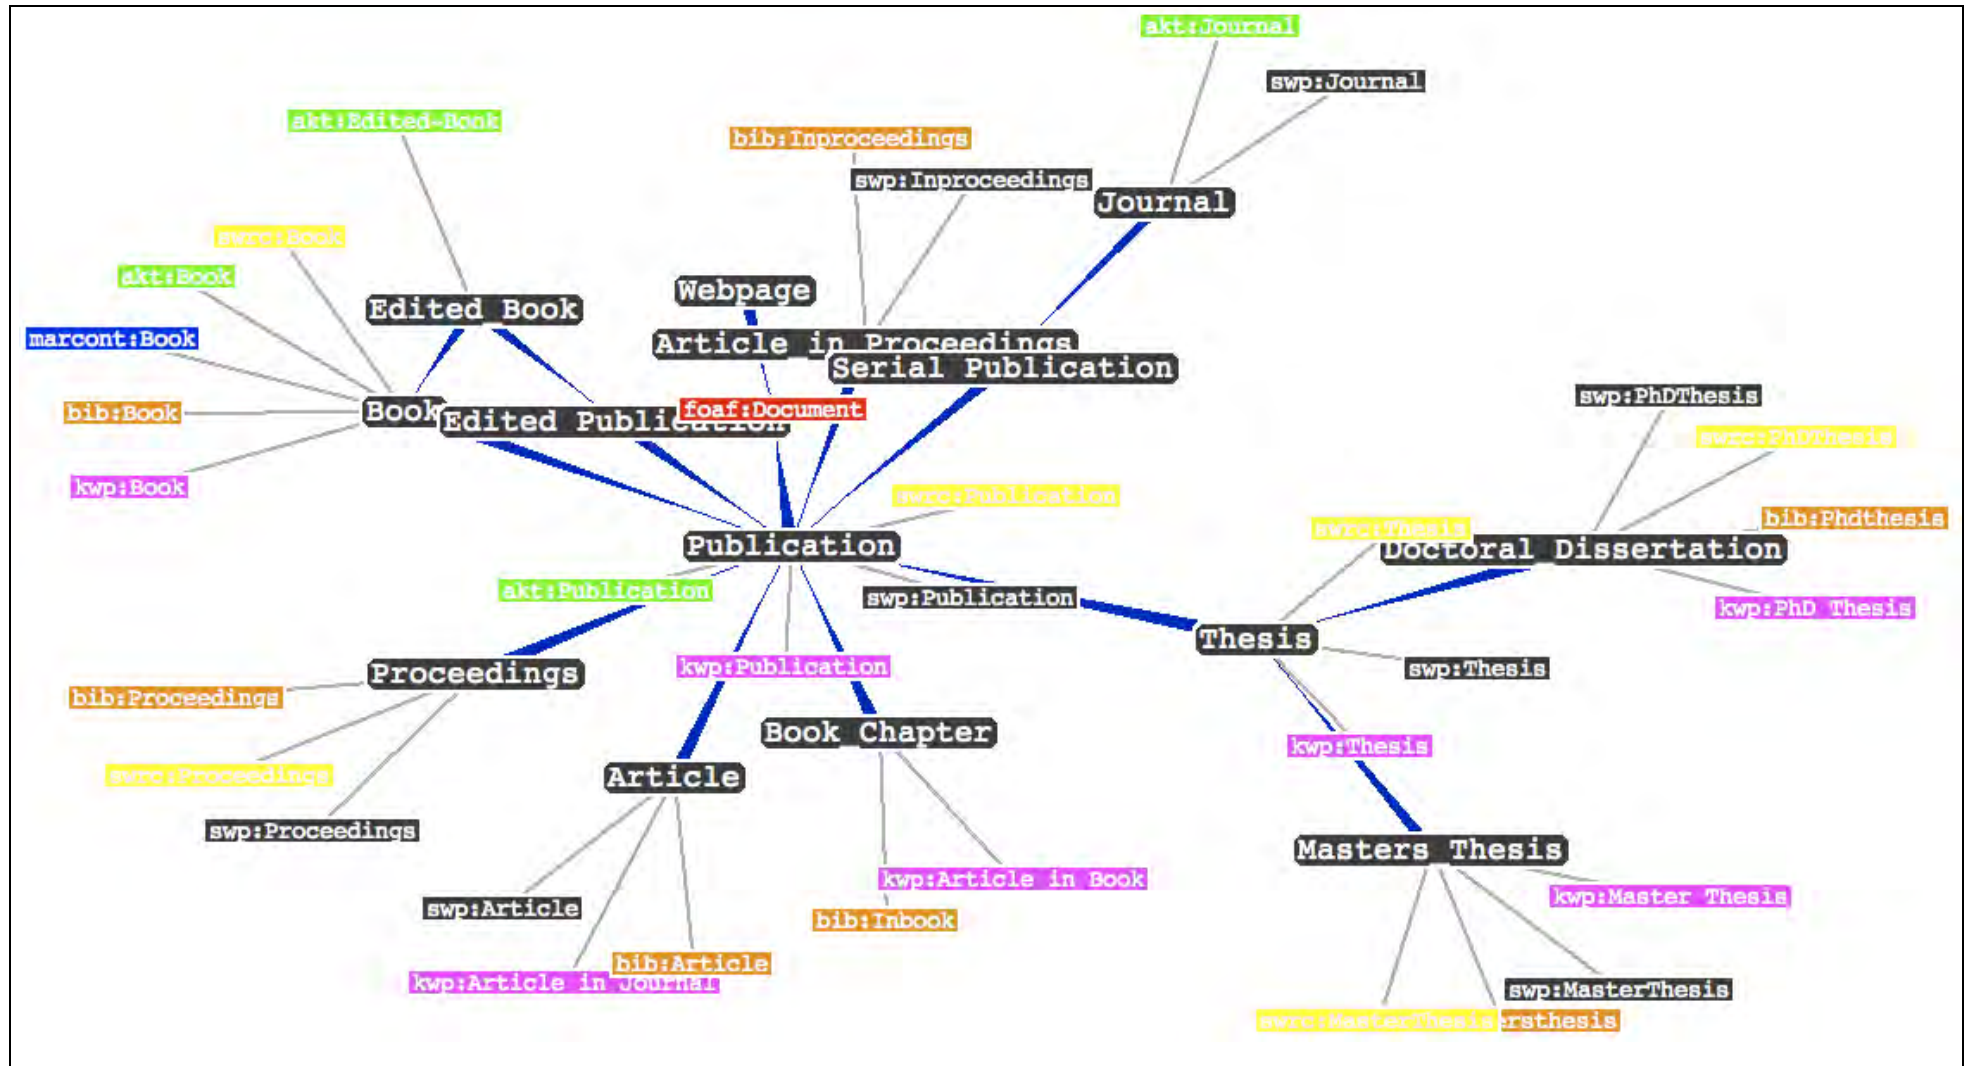 akt:Journal
swp:Journal
akt:Edited-Book
bib:Inproceedings
swp:Inproceedings
Journal
swrc:Book
akt:Book
Webpage
Edited Book
marcont:Book
Article in Proceedings
Serial Publication
swp:PhDThesis
bib:Book
Book
Edited Publication
foaf:Document
swrc:PhDThesis
kwp:Book
swrc:Publication
bib:Phdthesis
swrc:Thesis
Publication
Doctoral Dissertation
akt:Publication
swp:Publication
kwp:PhD Thesis
Thesis
kwp:Publication
swp:Thesis
Proceedings
bib:Proceedings
Book Chapter
kwp:Thesis
swrc:Proceedings
Article
swp:Proceedings
Masters Thesis
kwp:Article in Book
kwp:Master Thesis
swp:Article
bib:Inbook
bib:Article
kwp:Article in Journal
swp:MasterThesis
swrc:MasterThesis
ersthesis